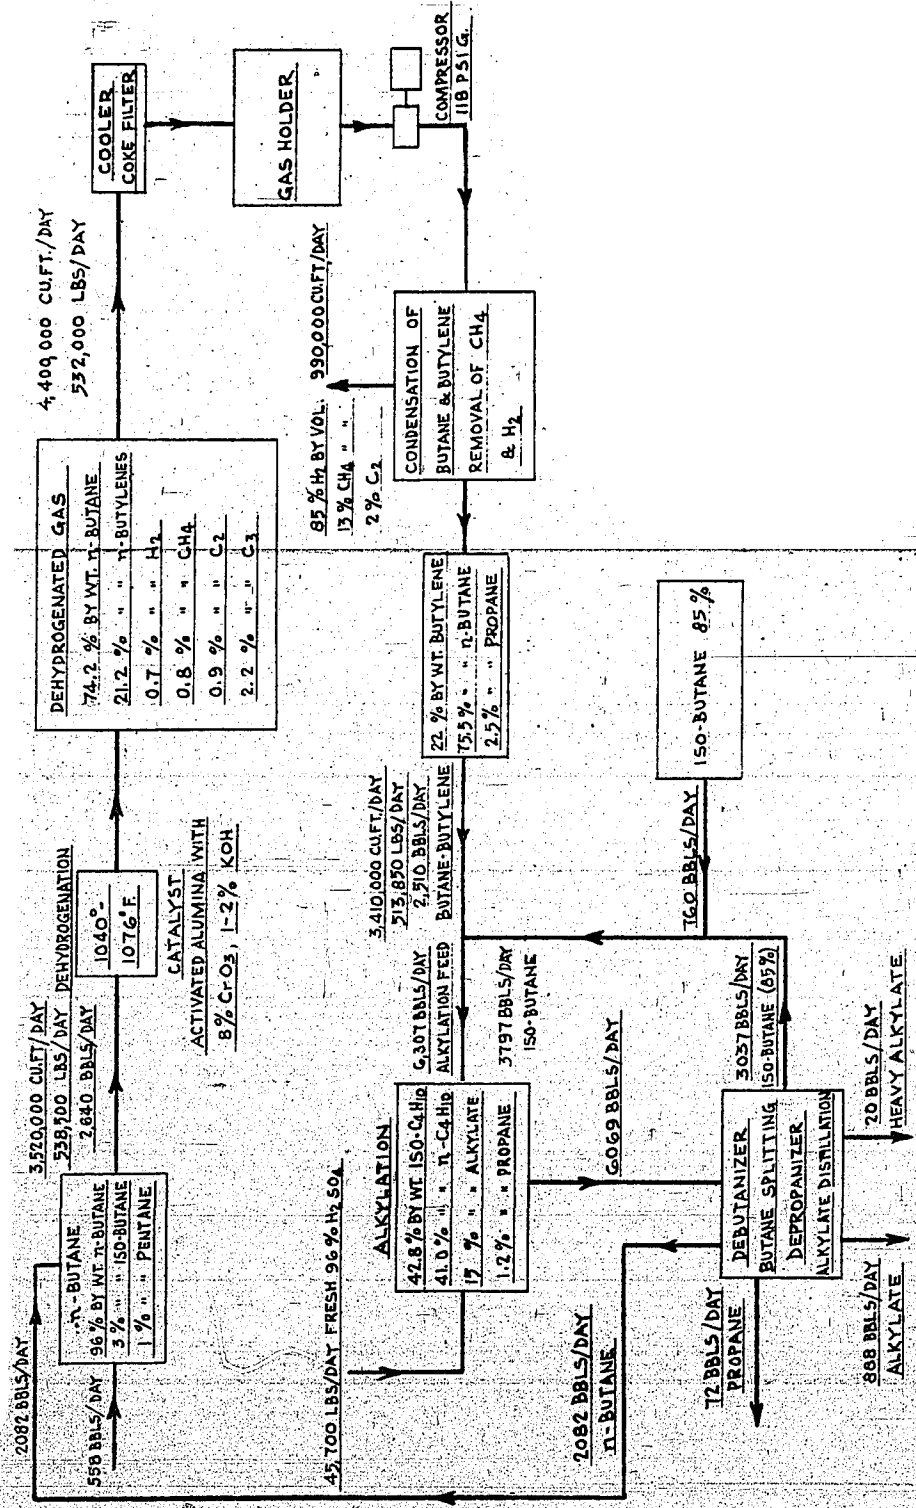 2082 BBLS/DAY
558 BBLS/DAY
n-BUTANE
96 % BY WT. n-BUTANE
3 % " " ISO-BUTANE
1 % " " PENTANE
3,520,000 CU.FT/DAY
538,500 LBS/DAY
2,640 BBLS/DAY
DEHYDROGENATION
1040°-
1076°F.
CATALYST
ACTIVATED ALUMINA WITH
8% CrO3, 1-2% KOH
DEHYDROGENATED GAS
74.2 % BY WT. n-BUTANE
21.2 % " " n-BUTYLENES
0.7 % " " H2
0.8 % " " CH4
0.9 % " " C2
2.2 % " " C3
4,400,000 CU.FT./DAY
532,000 LBS/DAY
COOLER
COKE FILTER
GAS HOLDER
COMPRESSOR
118 PSIG.
85 % H2 BY VOL. 990,000 CU.FT/DAY
13 % CH4 " "
2 % C2
CONDENSATION OF
BUTANE & BUTYLENE
REMOVAL OF CH4
& H2
22 % BY WT. BUTYLENE
75.5 % " " n-BUTANE
2.5 % " " PROPANE
3,410,000 CU.FT/DAY
513,850 LBS/DAY
2,510 BBLS/DAY
BUTANE-BUTYLENE
ISO-BUTANE 85 %
760 BBLS/DAY
6,307 BBLS/DAY
ALKYLATION FEED
3797 BBLS/DAY
ISO-BUTANE
45,700 LBS/DAY FRESH 96 % H2SO4
ALKYLATION
42.8 % BY WT. ISO-C4H10
41.0 % " " n-C4H10
15 % " " ALKYLATE
1.2 % " " PROPANE
6069 BBLS/DAY
3037 BBLS/DAY
ISO-BUTANE (85%)
2082 BBLS/DAY
n-BUTANE
DEBUTANIZER
BUTANE SPLITTING
DEPROPANIZER
ALKYLATE DISTILLATION
72 BBLS/DAY
PROPANE
888 BBLS/DAY
ALKYLATE
20 BBLS/DAY
HEAVY ALKYLATE